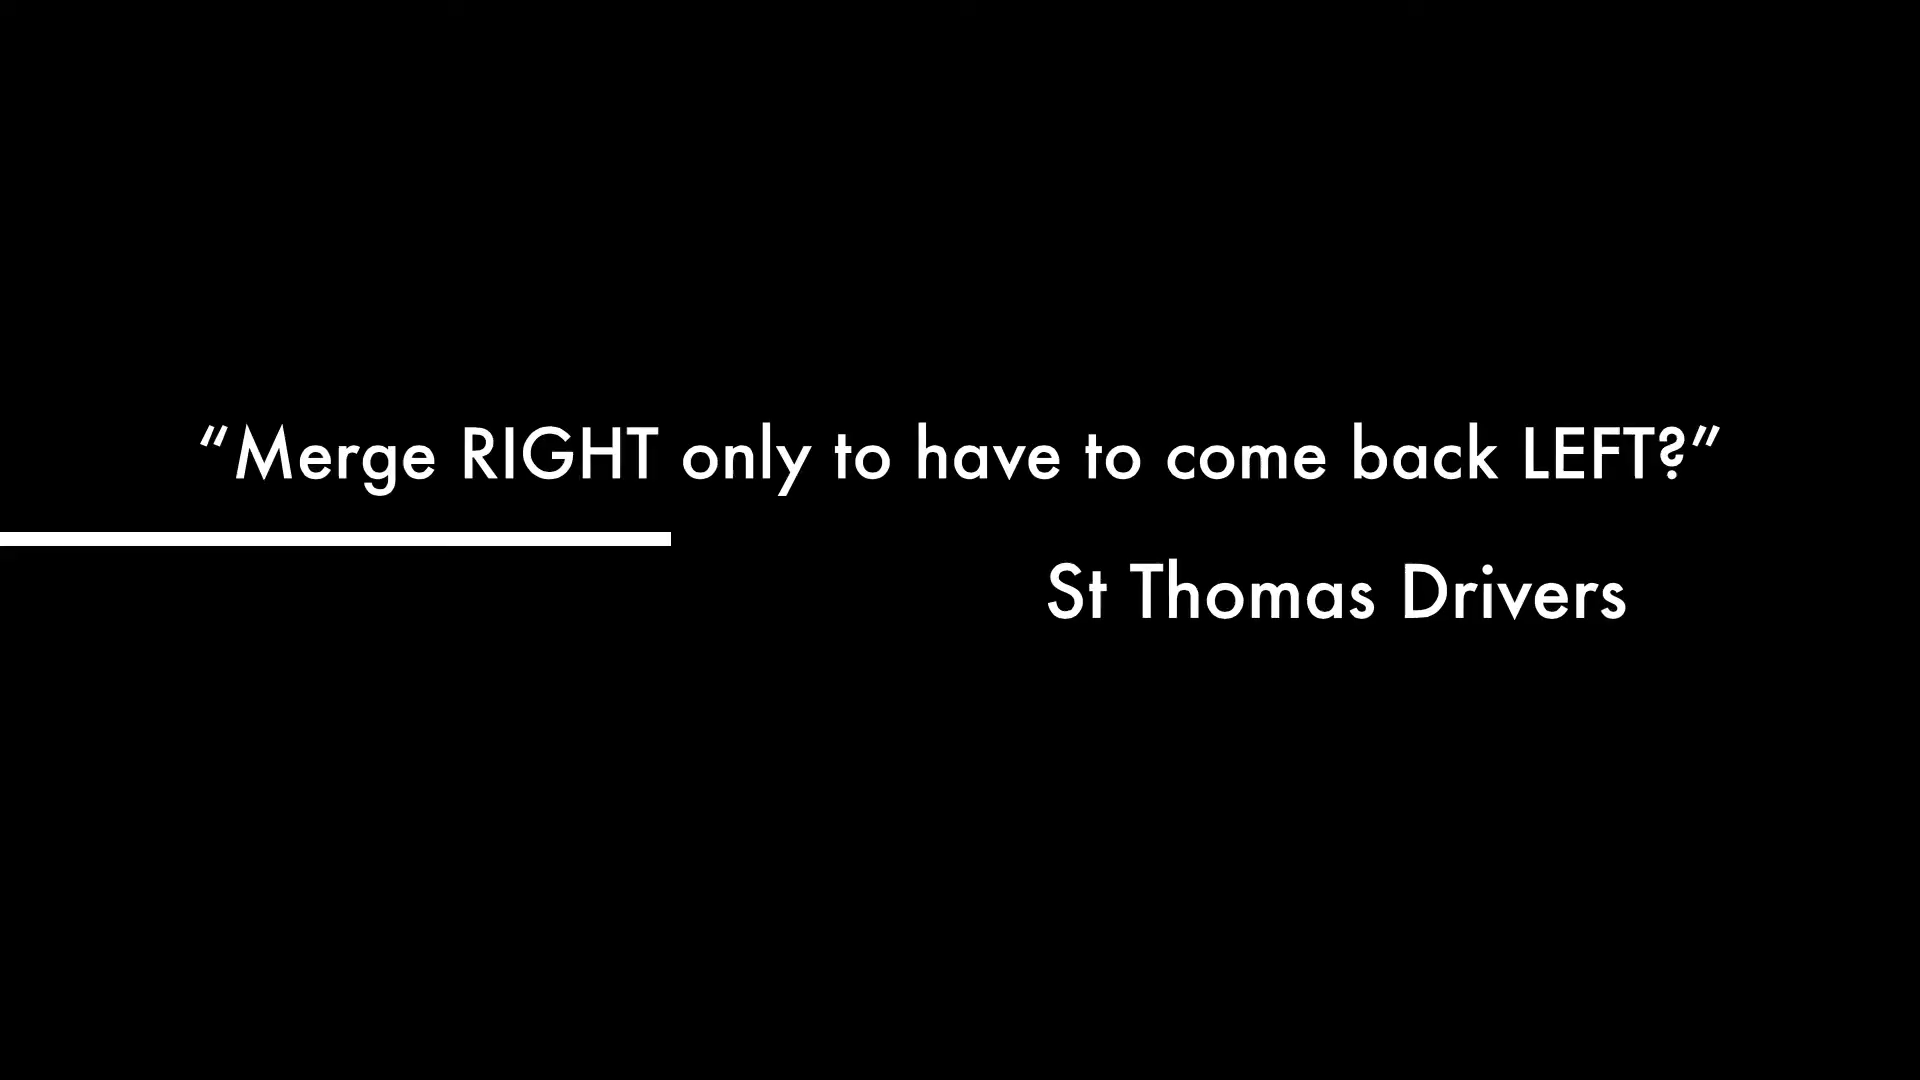 “Merge RIGHT only to have to come back LEFT?”
St Thomas Drivers